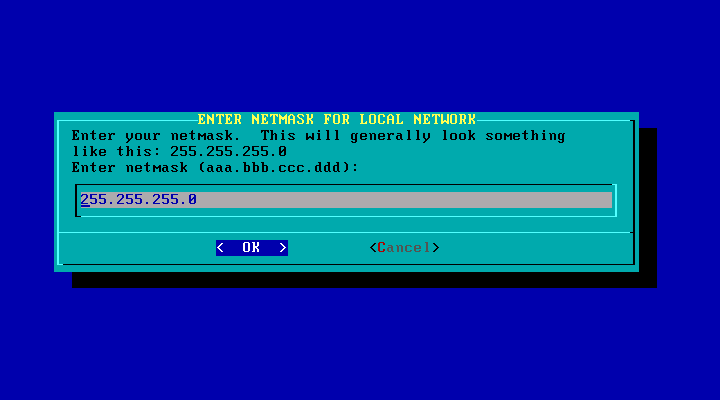 ENTER NETMASK FOR LOCAL NETWORK
Enter your netmask.  This will generally look something
like this: 255.255.255.0
Enter netmask (aaa.bbb.ccc.ddd):
255.255.255.0
<  OK  > <Cancel>